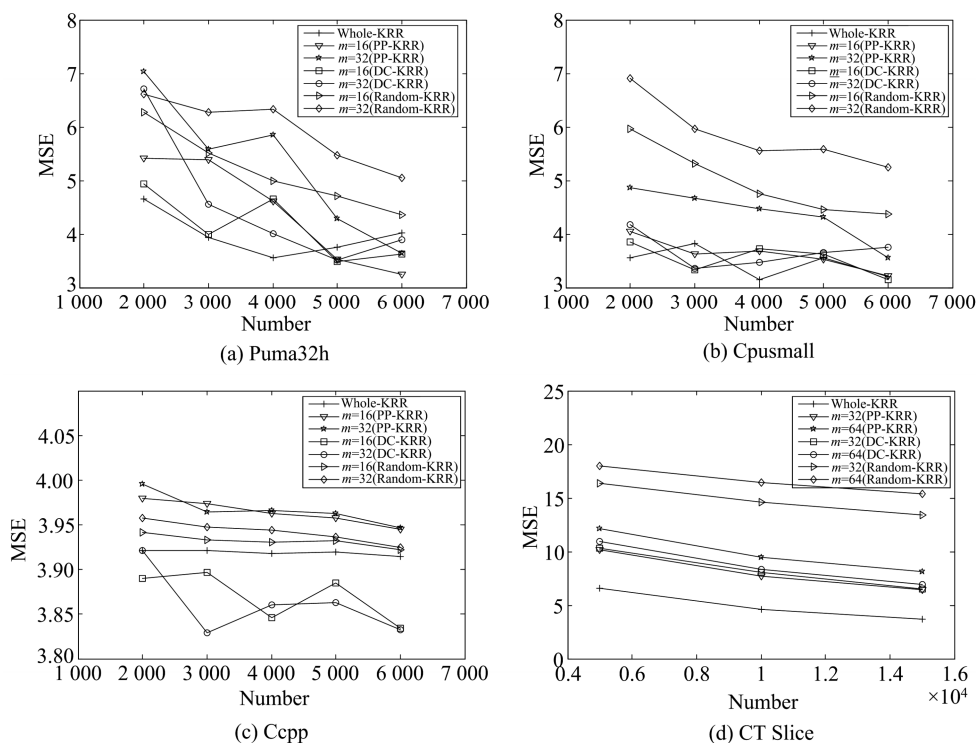 8
7
6
5
4
3
MSE
1 000 2 000 3 000 4 000 5 000 6 000 7 000
Number
Whole-KRR
m=16(PP-KRR)
m=32(PP-KRR)
m=16(DC-KRR)
m=32(DC-KRR)
m=16(Random-KRR)
m=32(Random-KRR)
(a) Puma32h
8
7
6
5
4
3
MSE
1 000 2 000 3 000 4 000 5 000 6 000 7 000
Number
Whole-KRR
m=16(PP-KRR)
m=32(PP-KRR)
m=16(DC-KRR)
m=32(DC-KRR)
m=16(Random-KRR)
m=32(Random-KRR)
(b) Cpusmall
4.05
4.00
3.95
3.90
3.85
3.80
MSE
1 000 2 000 3 000 4 000 5 000 6 000 7 000
Number
Whole-KRR
m=16(PP-KRR)
m=32(PP-KRR)
m=16(DC-KRR)
m=32(DC-KRR)
m=16(Random-KRR)
m=32(Random-KRR)
(c) Ccpp
25
20
15
10
5
0
MSE
0.4 0.6 0.8 1.0 1.2 1.4 1.6
×10⁴
Number
Whole-KRR
m=32(PP-KRR)
m=64(PP-KRR)
m=32(DC-KRR)
m=64(DC-KRR)
m=32(Random-KRR)
m=64(Random-KRR)
(d) CT Slice